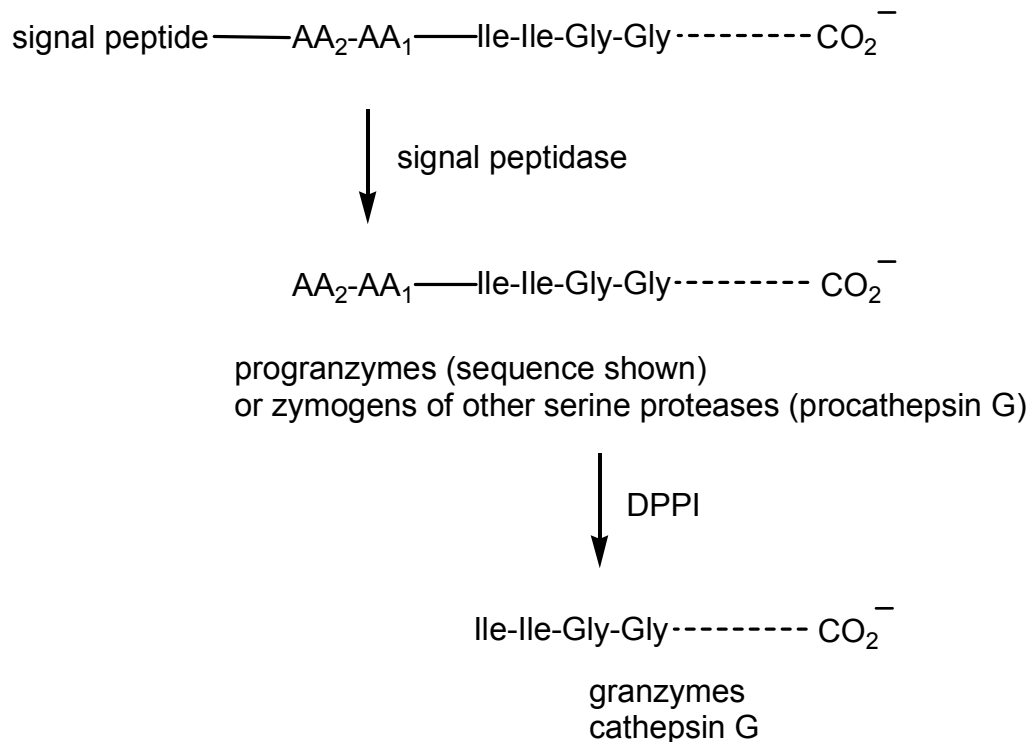 signal peptide AA₂-AA₁ Ile-Ile-Gly-Gly CO₂⁻
signal peptidase
AA₂-AA₁ Ile-Ile-Gly-Gly CO₂⁻
progranzymes (sequence shown)
or zymogens of other serine proteases (procathepsin G)
DPPI
Ile-Ile-Gly-Gly CO₂⁻
granzymes
cathepsin G